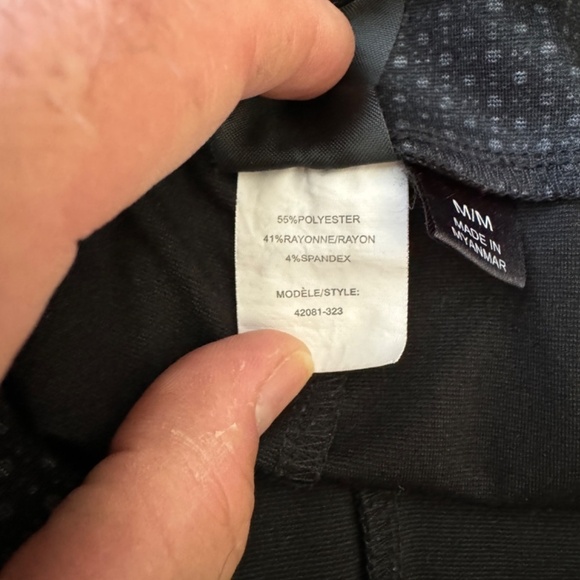 55%POLYESTER
41%RAYONNE/RAYON
4%SPANDEX
MODÈLE/STYLE:
42081-323
M/M
MADE IN
MYANMAR